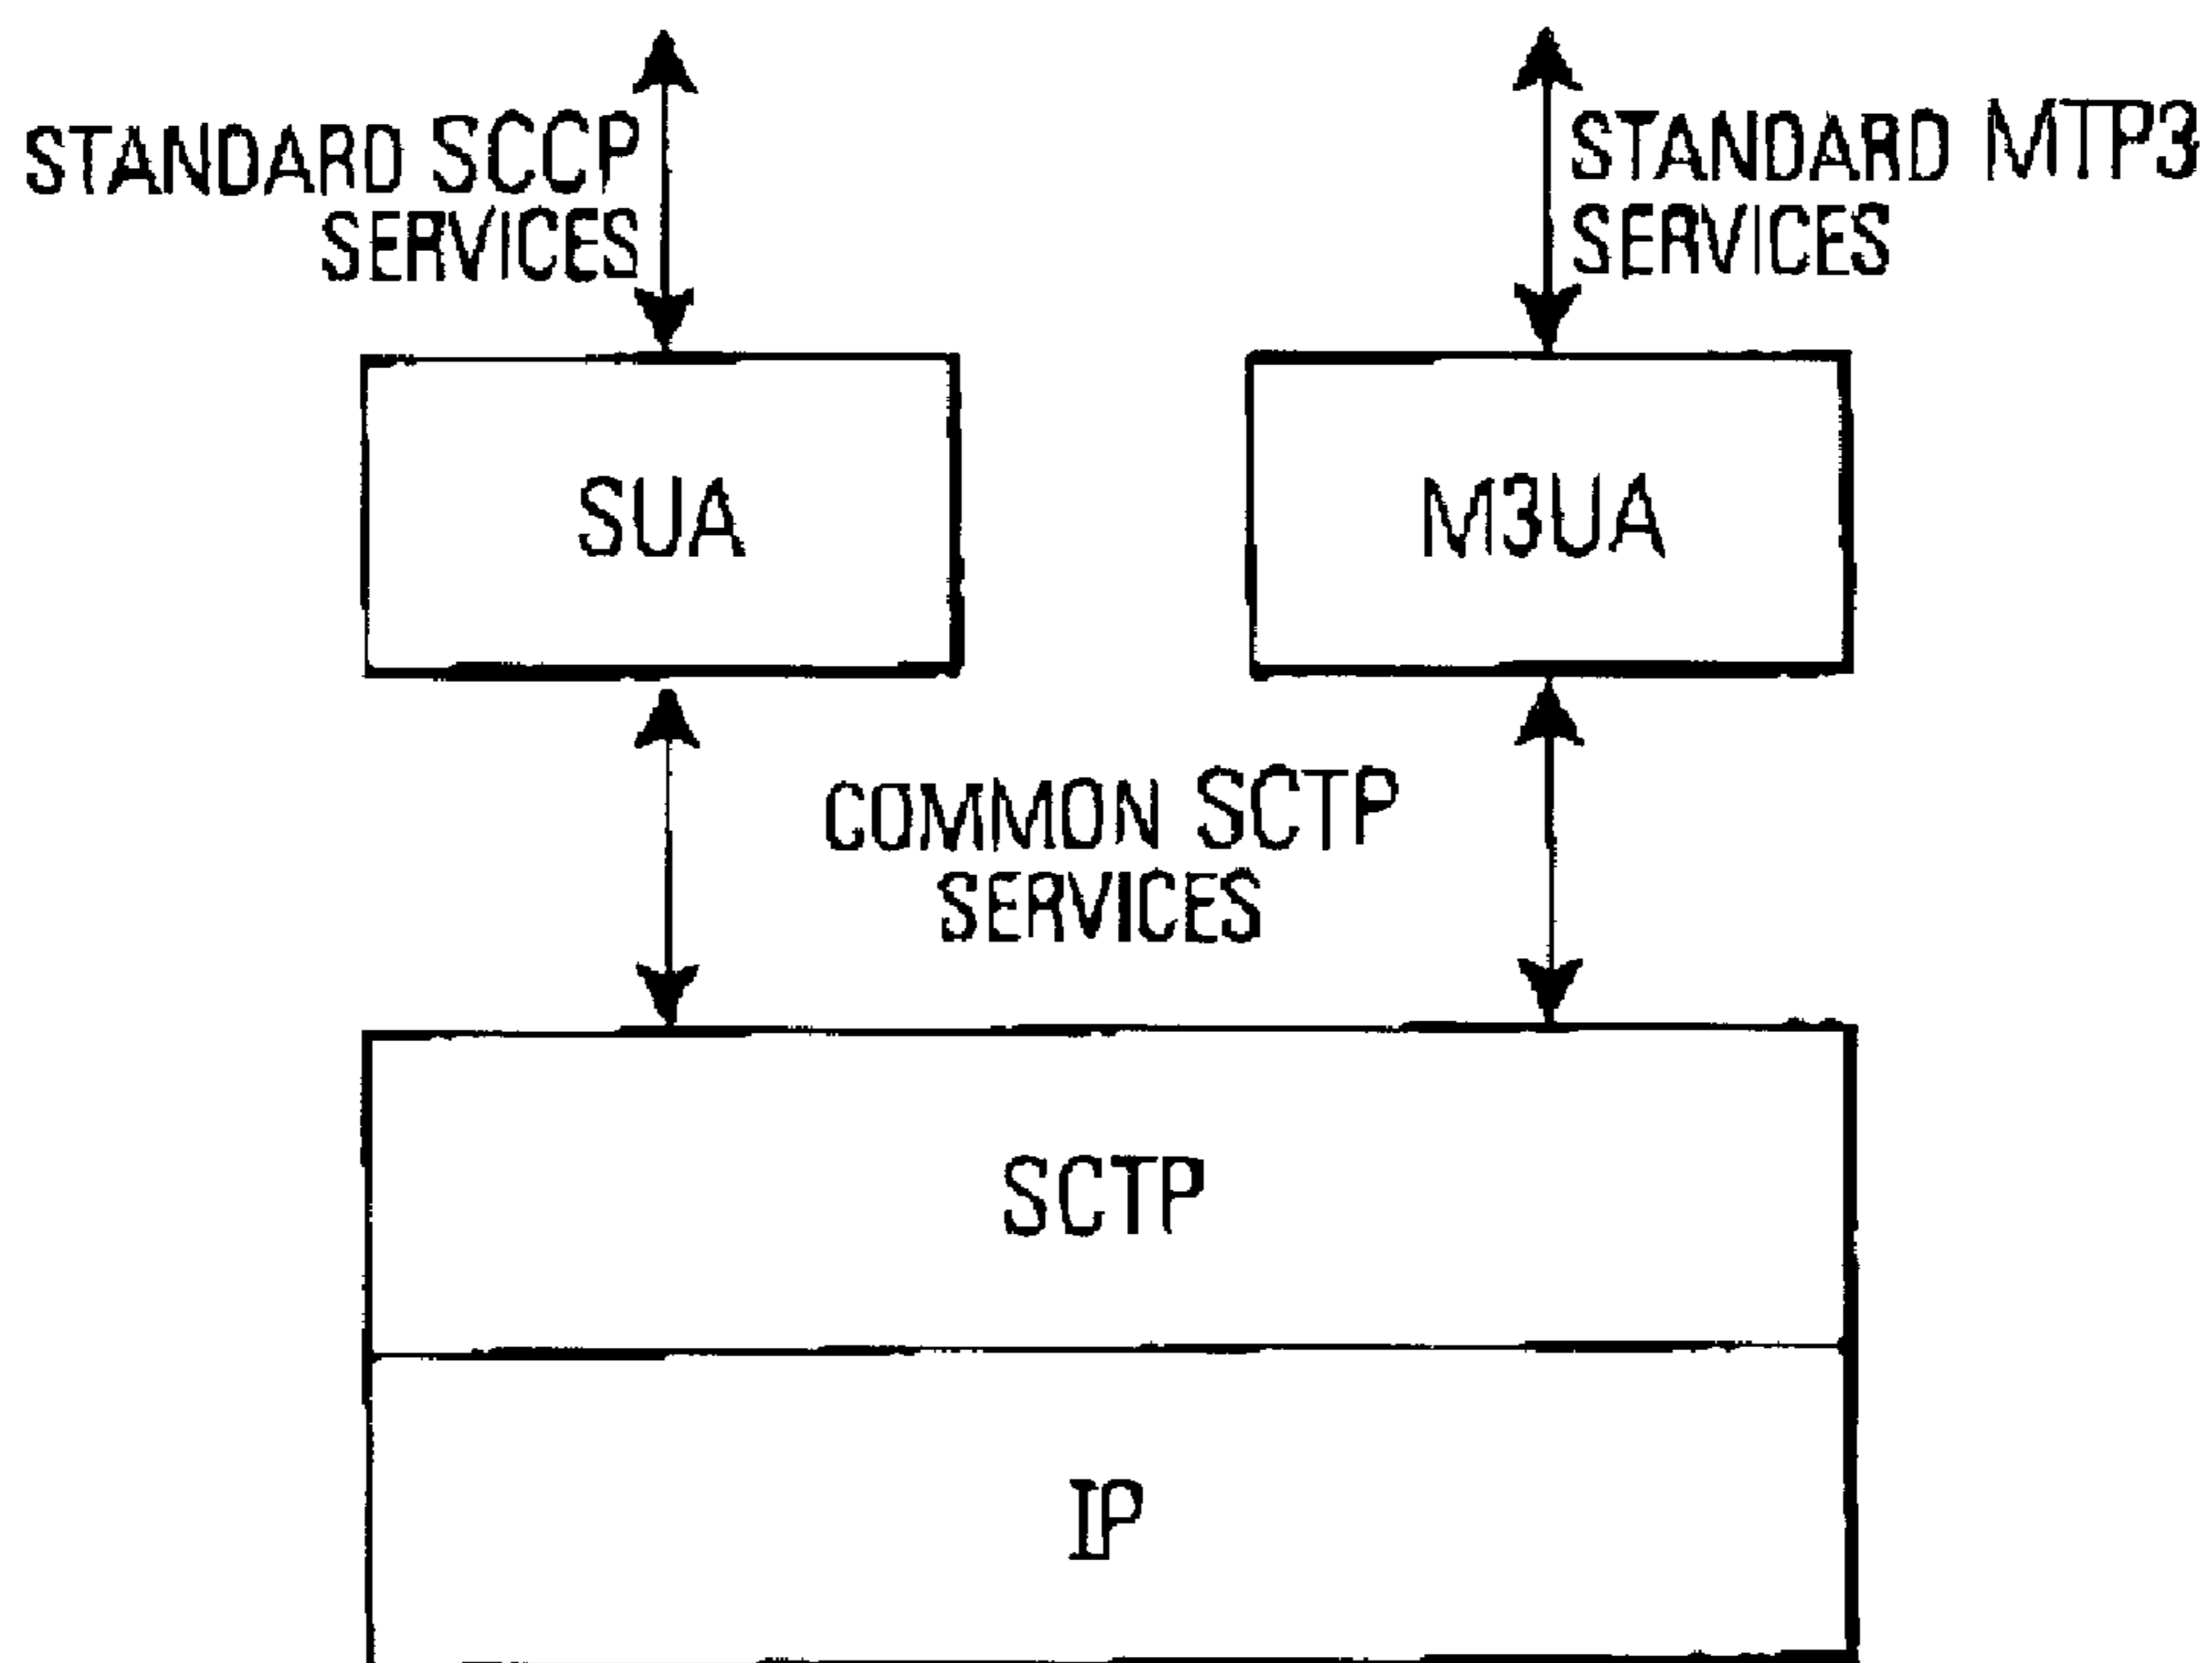 STANDARD SCCP
SERVICES
STANDARD MTP3
SERVICES
SUA
M3UA
COMMON SCTP
SERVICES
SCTP
IP